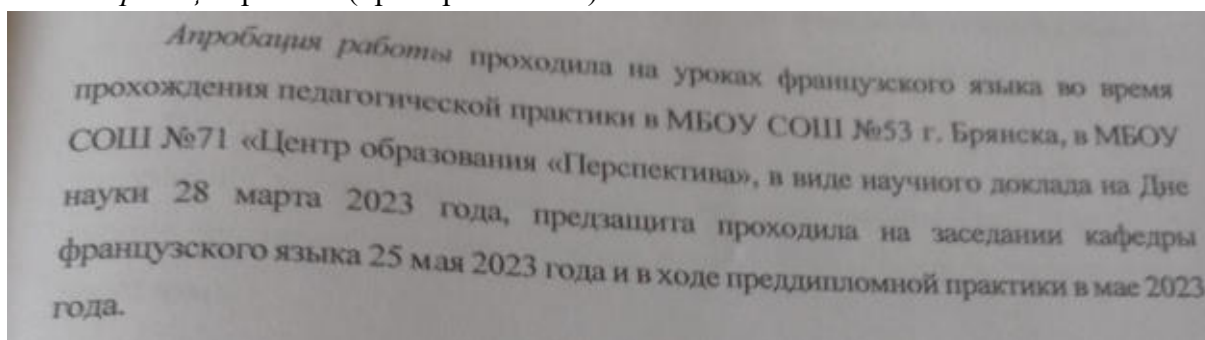 Апробация работы проходила на уроках французского языка во время
прохождения педагогической практики в МБОУ СОШ №53 г. Брянска, в МБОУ
СОШ №71 «Центр образования «Перспектива», в виде научного доклада на Дне
науки 28 марта 2023 года, предзащита проходила на заседании кафедры
французского языка 25 мая 2023 года и в ходе преддипломной практики в мае 2023
года.